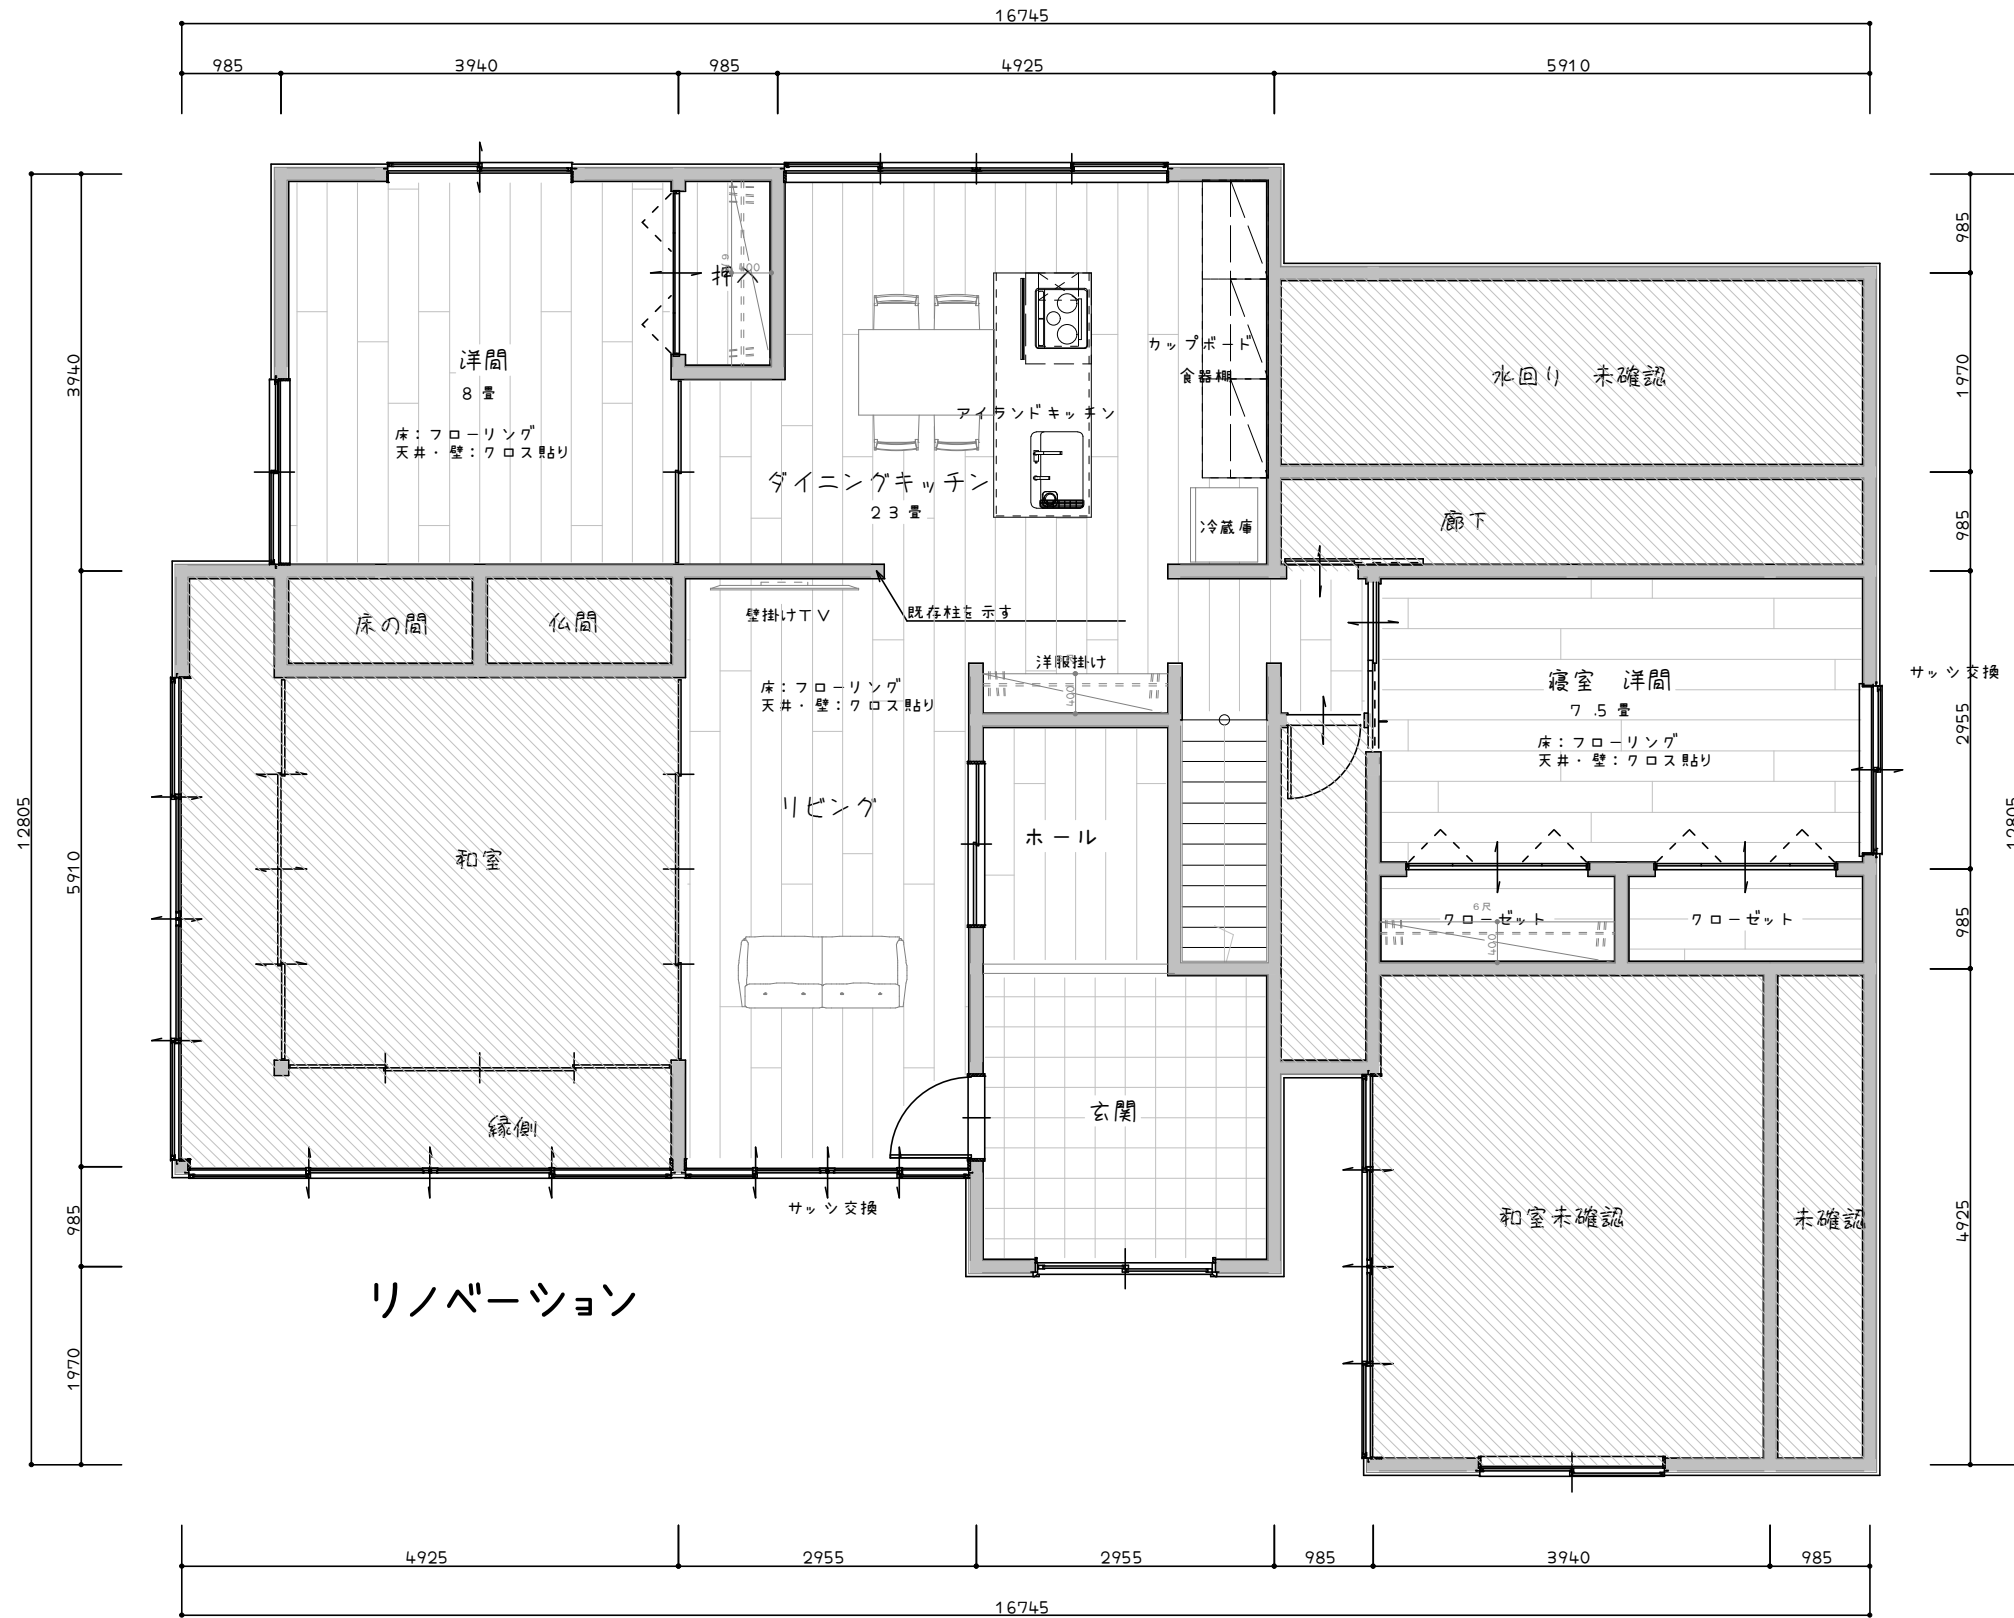 16745
985
3940
985
4925
5910
洋間
8畳
床：フローリング
天井・壁：クロス貼り
押入
カップボード
食器棚
アイランドキッチン
ダイニングキッチン
23畳
冷蔵庫
水回り 未確認
廊下
床の間
仏間
壁掛けTV
既存柱を示す
洋服掛け
400
床：フローリング
天井・壁：クロス貼り
寝室 洋間
7.5畳
床：フローリング
天井・壁：クロス貼り
サッシ交換
リビング
ホール
和室
6尺
400
クローゼット
クローゼット
縁側
玄関
和室未確認
未確認
サッシ交換
リノベーション
3940
5910
985
1970
12805
985
1970
985
2955
985
4925
12805
4925
2955
2955
985
3940
985
16745